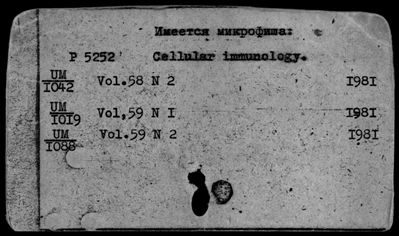 Имеется микрофиша:
P 5252 Cellular immunology.
UM
1042 Vol.58 N 2 1981
UM
1019 Vol,59 N I 1981
UM
1088 Vol.59 N 2 1981